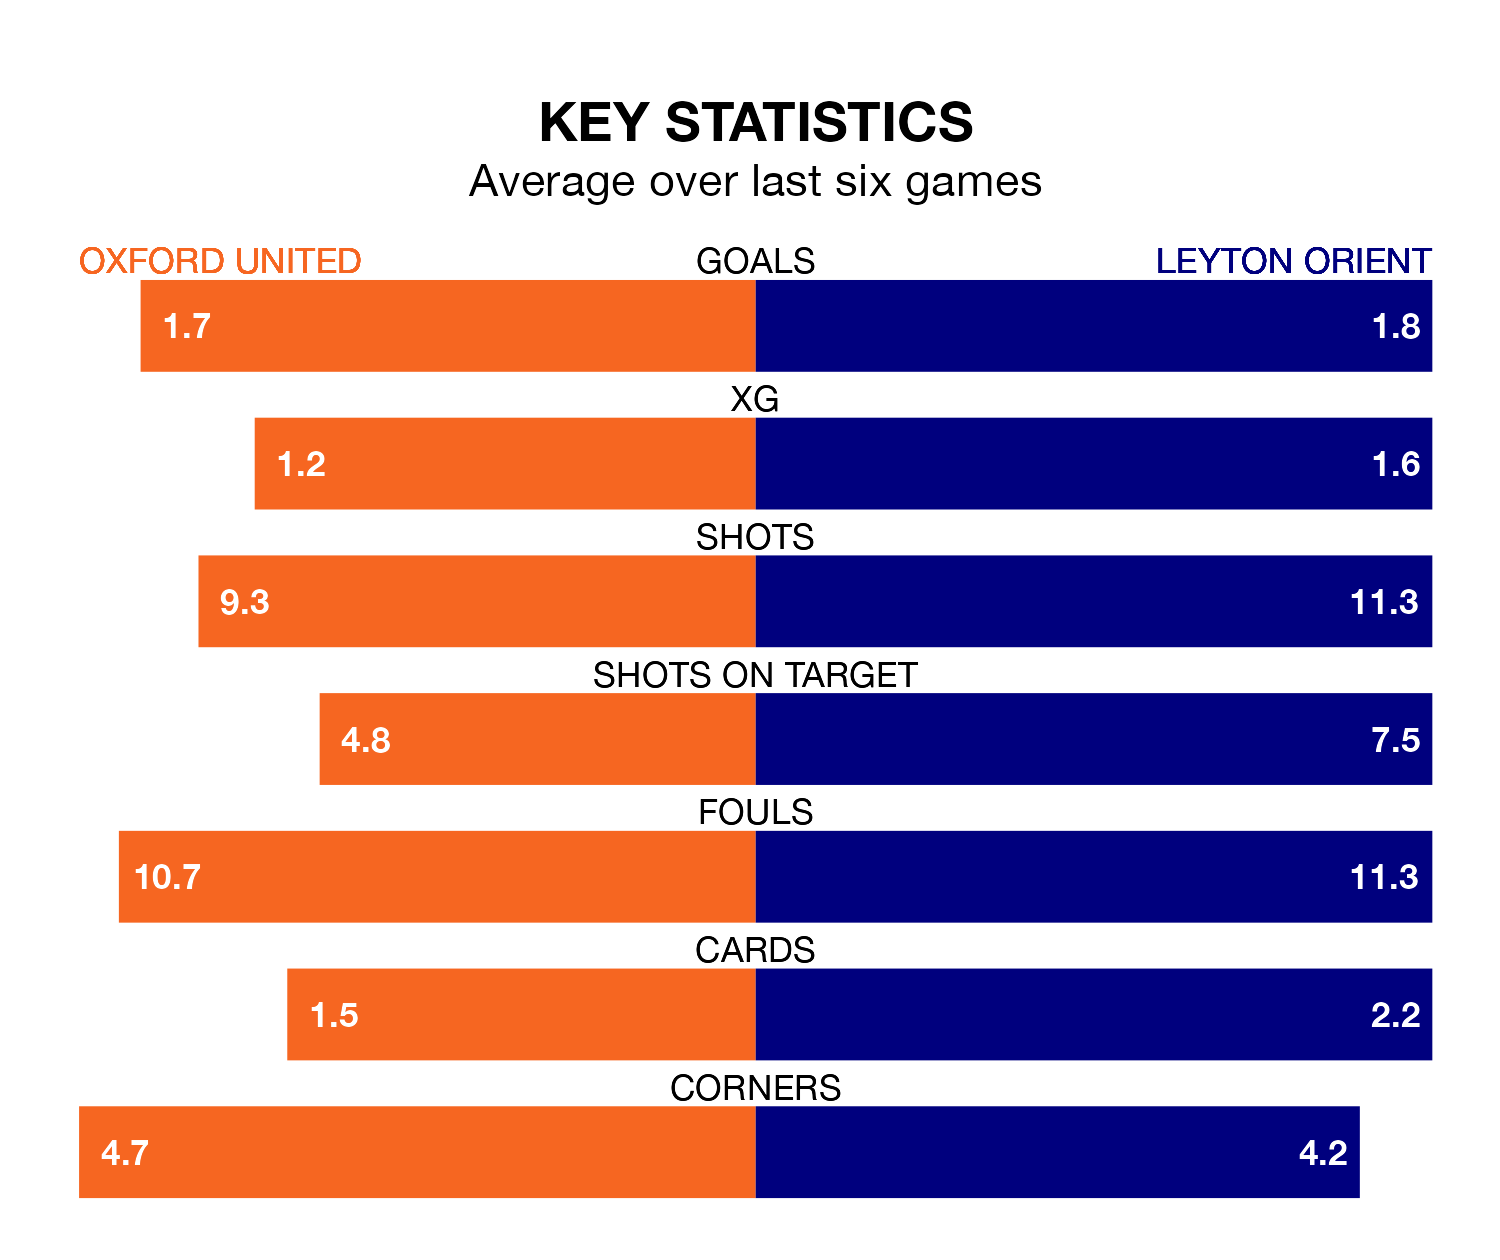 KEY STATISTICS
Average over last six games
OXFORD UNITED GOALS LEYTON ORIENT
1.7 1.8
XG
1.2 1.6
SHOTS
9.3 11.3
SHOTS ON TARGET
4.8 7.5
FOULS
10.7 11.3
CARDS
1.5 2.2
CORNERS
4.7 4.2